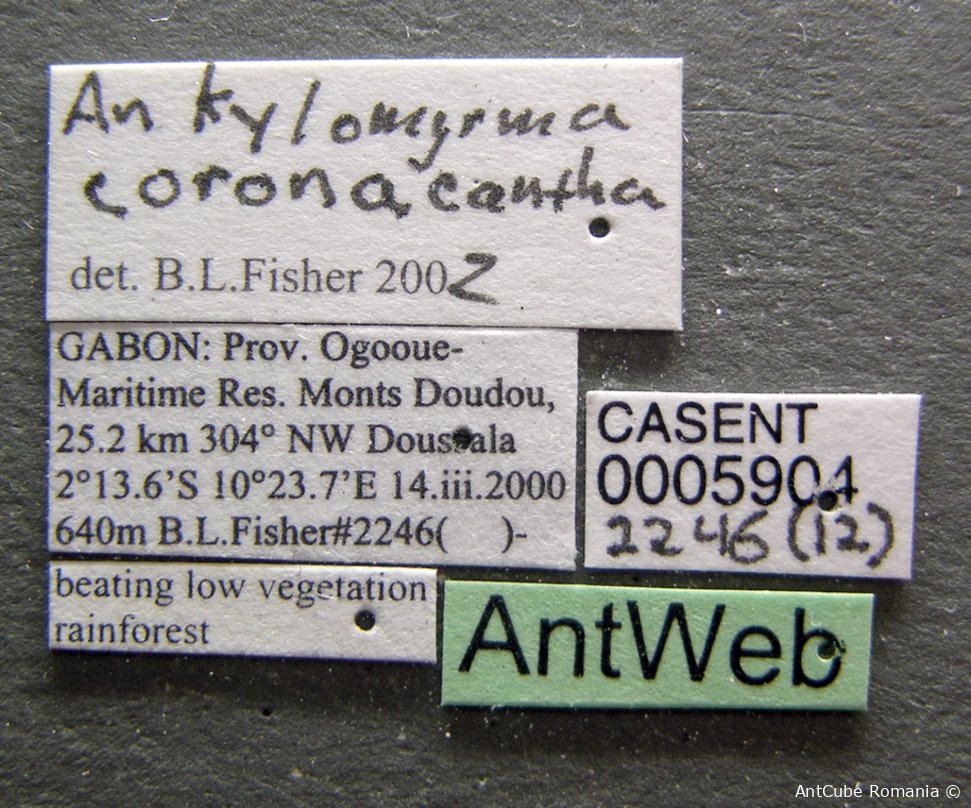 Ankylomyrma
coronacantha
det. B.L.Fisher 2002
GABON: Prov. Ogooue-
Maritime Res. Monts Doudou,
25.2 km 304° NW Doussala
2°13.6'S 10°23.7'E 14.iii.2000
640m B.L.Fisher#2246( )-
beating low vegetation
rainforest
CASENT
0005904
2246 (12)
AntWeb
AntCube Romania ©